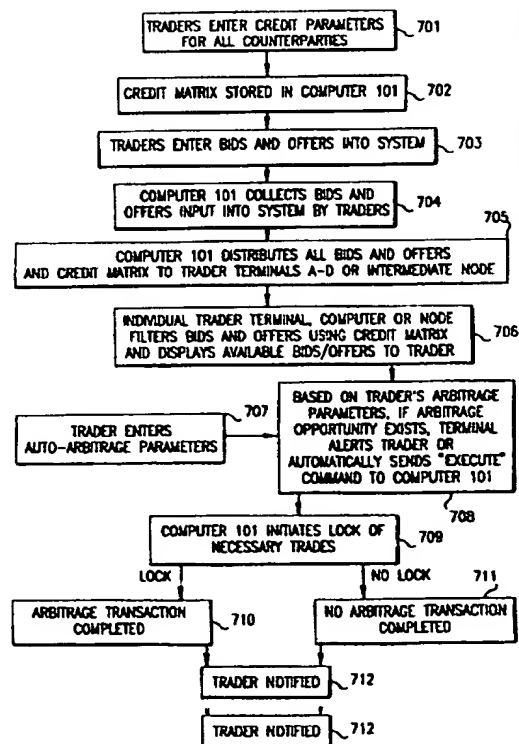 TRADERS ENTER CREDIT PARAMETERS
FOR ALL COUNTERPARTIES
701
CREDIT MATRIX STORED IN COMPUTER 101
702
TRADERS ENTER BIDS AND OFFERS INTO SYSTEM
703
COMPUTER 101 COLLECTS BIDS AND
OFFERS INPUT INTO SYSTEM BY TRADERS
704
705
COMPUTER 101 DISTRIBUTES ALL BIDS AND OFFERS
AND CREDIT MATRIX TO TRADER TERMINALS A-D OR INTERMEDIATE NODE
INDIVIDUAL TRADER TERMINAL, COMPUTER OR NODE
FILTERS BIDS AND OFFERS USING CREDIT MATRIX
AND DISPLAYS AVAILABLE BIDS/OFFERS TO TRADER
706
707
TRADER ENTERS
AUTO-ARBITRAGE PARAMETERS
BASED ON TRADER'S ARBITRAGE
PARAMETERS, IF ARBITRAGE
OPPORTUNITY EXISTS, TERMINAL
ALERTS TRADER OR
AUTOMATICALLY SENDS "EXECUTE"
COMMAND TO COMPUTER 101
708
COMPUTER 101 INITIATES LOCK OF
NECESSARY TRADES
709
LOCK
NO LOCK
711
ARBITRAGE TRANSACTION
COMPLETED
710
NO ARBITRAGE TRANSACTION
COMPLETED
TRADER NOTIFIED
712
TRADER NOTIFIED
712